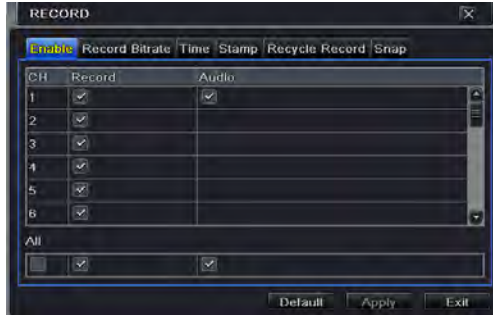 RECORD
Enable Record Bitrate Time Stamp Recycle Record Snap
CH Record Audio
1
2
3
4
5
6
All
Default Apply Exit